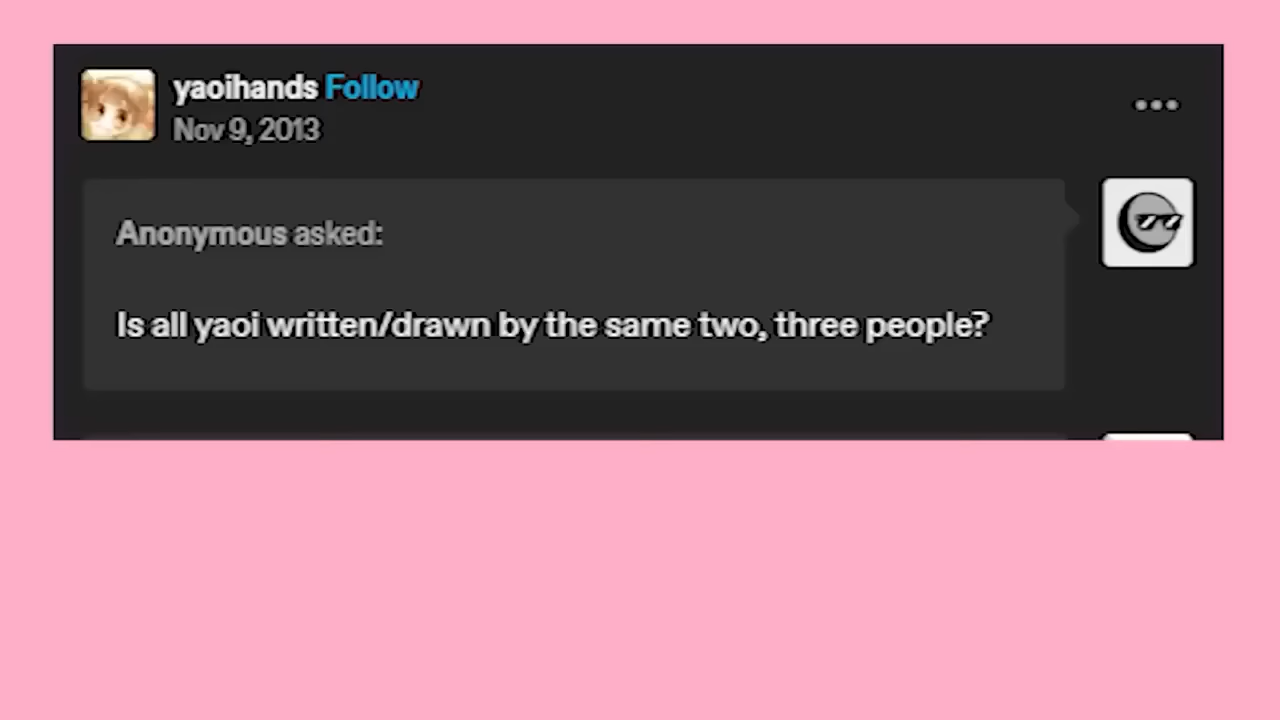 yaoihands Follow
Nov 9, 2013
Anonymous asked:
Is all yaoi written/drawn by the same two, three people?